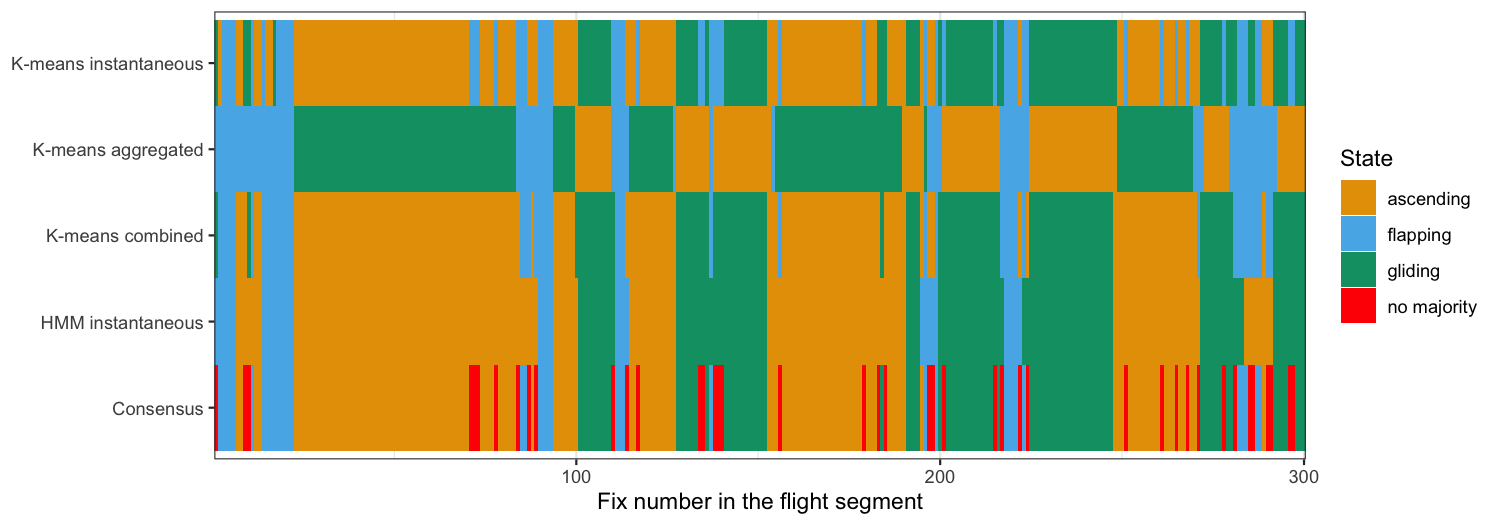 K-means instantaneous
K-means aggregated
K-means combined
HMM instantaneous
Consensus
100
200
300
Fix number in the flight segment
State
ascending
flapping
gliding
no majority